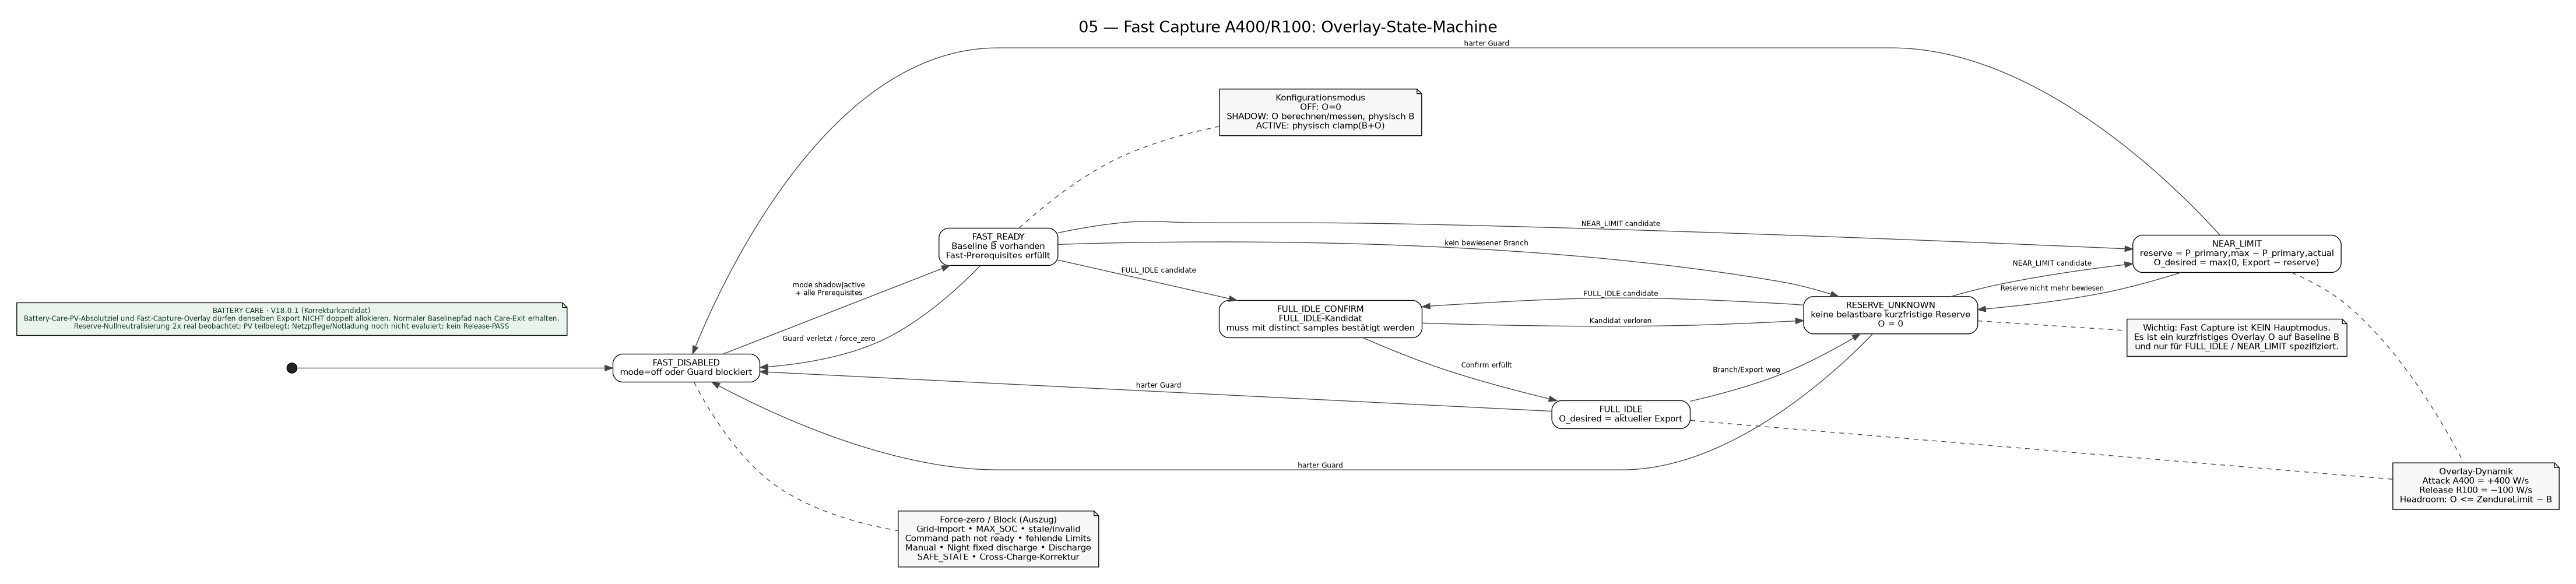 05 — Fast Capture A400/R100: Overlay-State-Machine
harter Guard
Konfigurationsmodus
OFF: O=0
SHADOW: O berechnen/messen, physisch B
ACTIVE: physisch clamp(B+O)
FAST_READY
Baseline B vorhanden
Fast-Prerequisites erfüllt
NEAR_LIMIT candidate
kein bewiesener Branch
FULL_IDLE candidate
NEAR_LIMIT
reserve = P_primary,max − P_primary,actual
O_desired = max(0, Export − reserve)
NEAR_LIMIT candidate
Reserve nicht mehr bewiesen
mode shadow|active
+ alle Prerequisites
Guard verletzt / force_zero
BATTERY CARE · V18.0.1 (Korrekturkandidat)
Battery-Care-PV-Absolutziel und Fast-Capture-Overlay dürfen denselben Export NICHT doppelt allokieren. Normaler Baselinepfad nach Care-Exit erhalten.
Reserve-Nullneutralisierung 2x real beobachtet; PV teilbelegt; Netzpflege/Notladung noch nicht evaluiert; kein Release-PASS
FULL_IDLE_CONFIRM
FULL_IDLE-Kandidat
muss mit distinct samples bestätigt werden
FULL_IDLE candidate
Kandidat verloren
RESERVE_UNKNOWN
keine belastbare kurzfristige Reserve
O = 0
Wichtig: Fast Capture ist KEIN Hauptmodus.
Es ist ein kurzfristiges Overlay O auf Baseline B
und nur für FULL_IDLE / NEAR_LIMIT spezifiziert.
FAST_DISABLED
mode=off oder Guard blockiert
Confirm erfüllt
Branch/Export weg
harter Guard
FULL_IDLE
O_desired = aktueller Export
harter Guard
Overlay-Dynamik
Attack A400 = +400 W/s
Release R100 = −100 W/s
Headroom: O <= ZendureLimit − B
Force-zero / Block (Auszug)
Grid-Import • MAX_SOC • stale/invalid
Command path not ready • fehlende Limits
Manual • Night fixed discharge • Discharge
SAFE_STATE • Cross-Charge-Korrektur